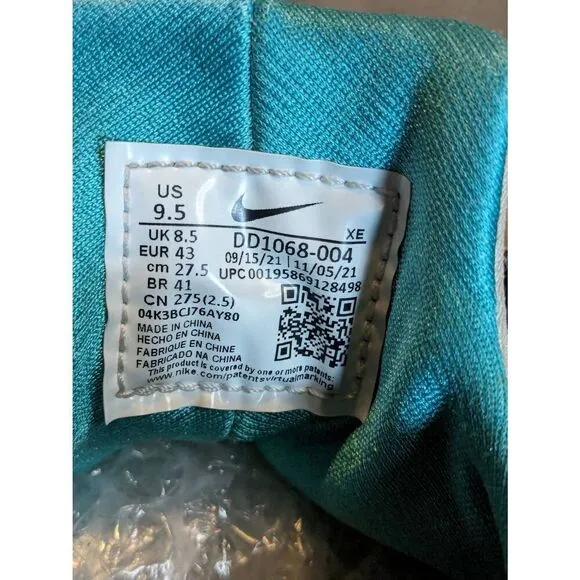 US
9.5
XE
UK 8.5
DD1068-004
EUR 43
09/15/21 | 11/05/21
cm 27.5
UPC 00195869128498
BR 41
CN 275(2.5)
04K3BCJ76AY80
MADE IN CHINA
HECHO EN CHINA
FABRIQUE EN CHINE
FABRICADO NA CHINA
This product is covered by one or more patents.
www.nike.com/patentsvirtualmarking